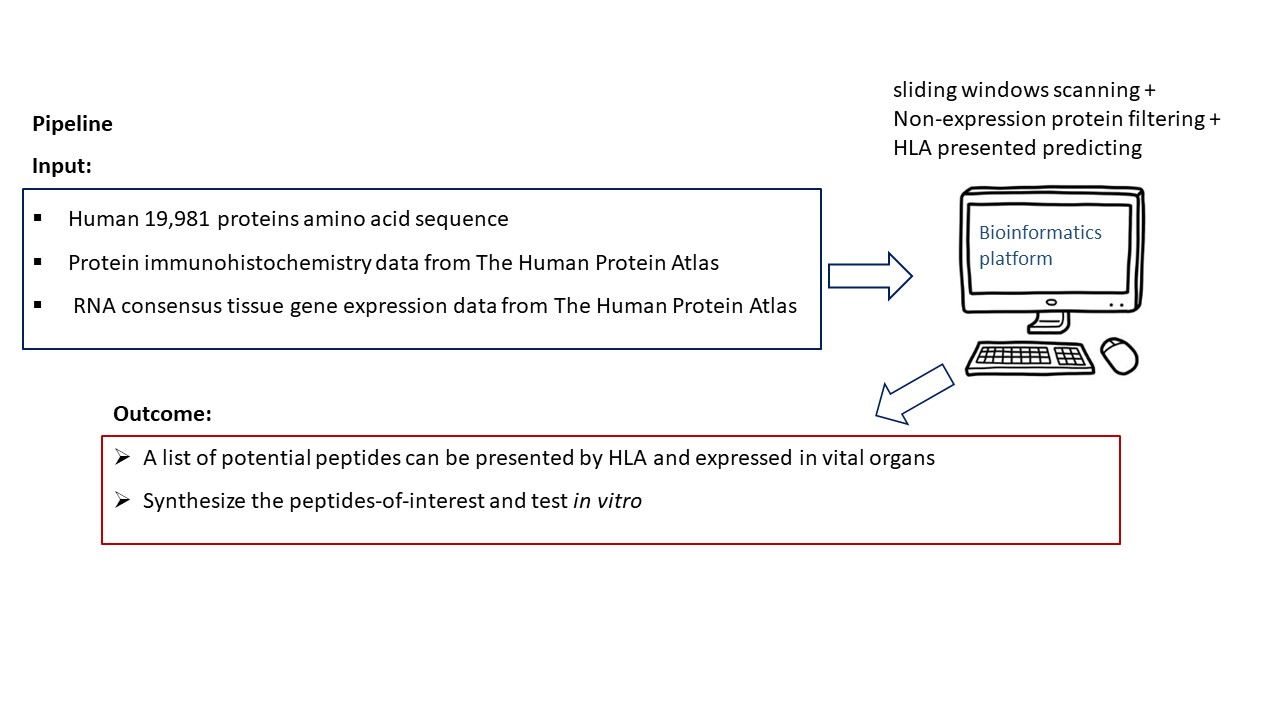 Pipeline
Input:
▪ Human 19,981 proteins amino acid sequence
▪ Protein immunohistochemistry data from The Human Protein Atlas
▪ RNA consensus tissue gene expression data from The Human Protein Atlas
sliding windows scanning +
Non-expression protein filtering +
HLA presented predicting
Bioinformatics
platform
Outcome:
➢ A list of potential peptides can be presented by HLA and expressed in vital organs
➢ Synthesize the peptides-of-interest and test in vitro